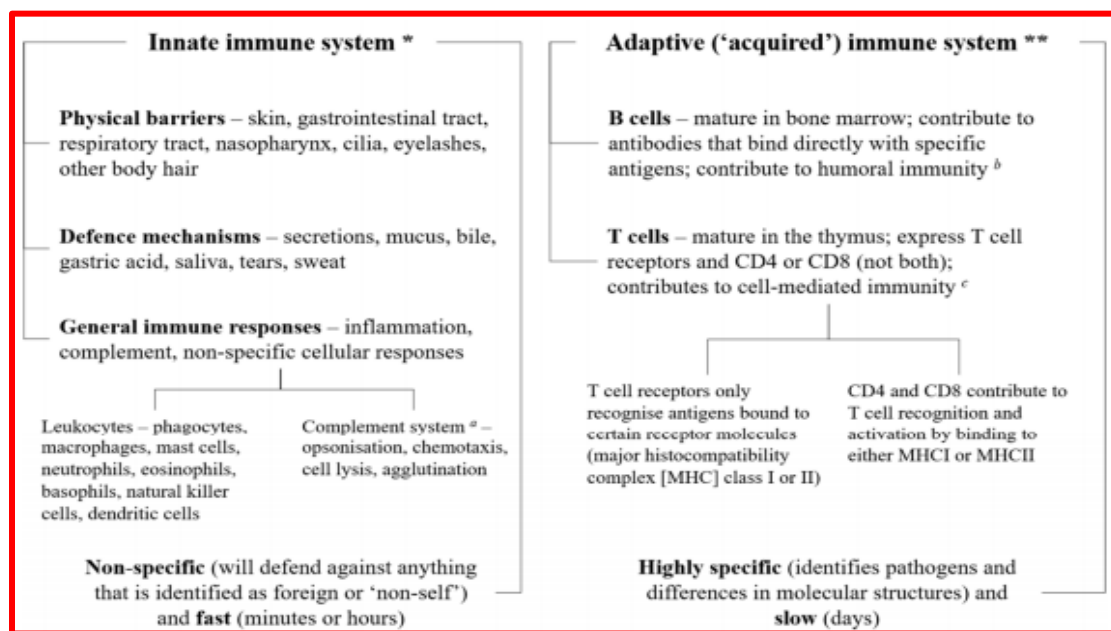 Innate immune system *
Physical barriers – skin, gastrointestinal tract,
respiratory tract, nasopharynx, cilia, eyelashes,
other body hair
Defence mechanisms – secretions, mucus, bile,
gastric acid, saliva, tears, sweat
General immune responses – inflammation,
complement, non-specific cellular responses
Leukocytes – phagocytes,
macrophages, mast cells,
neutrophils, eosinophils,
basophils, natural killer
cells, dendritic cells
Complement system a –
opsonisation, chemotaxis,
cell lysis, agglutination
Non-specific (will defend against anything
that is identified as foreign or ‘non-self’)
and fast (minutes or hours)
Adaptive (‘acquired’) immune system **
B cells – mature in bone marrow; contribute to
antibodies that bind directly with specific
antigens; contribute to humoral immunity b
T cells – mature in the thymus; express T cell
receptors and CD4 or CD8 (not both);
contributes to cell-mediated immunity c
T cell receptors only
recognise antigens bound to
certain receptor molecules
(major histocompatibility
complex [MHC] class I or II)
CD4 and CD8 contribute to
T cell recognition and
activation by binding to
either MHCI or MHCII
Highly specific (identifies pathogens and
differences in molecular structures) and
slow (days)